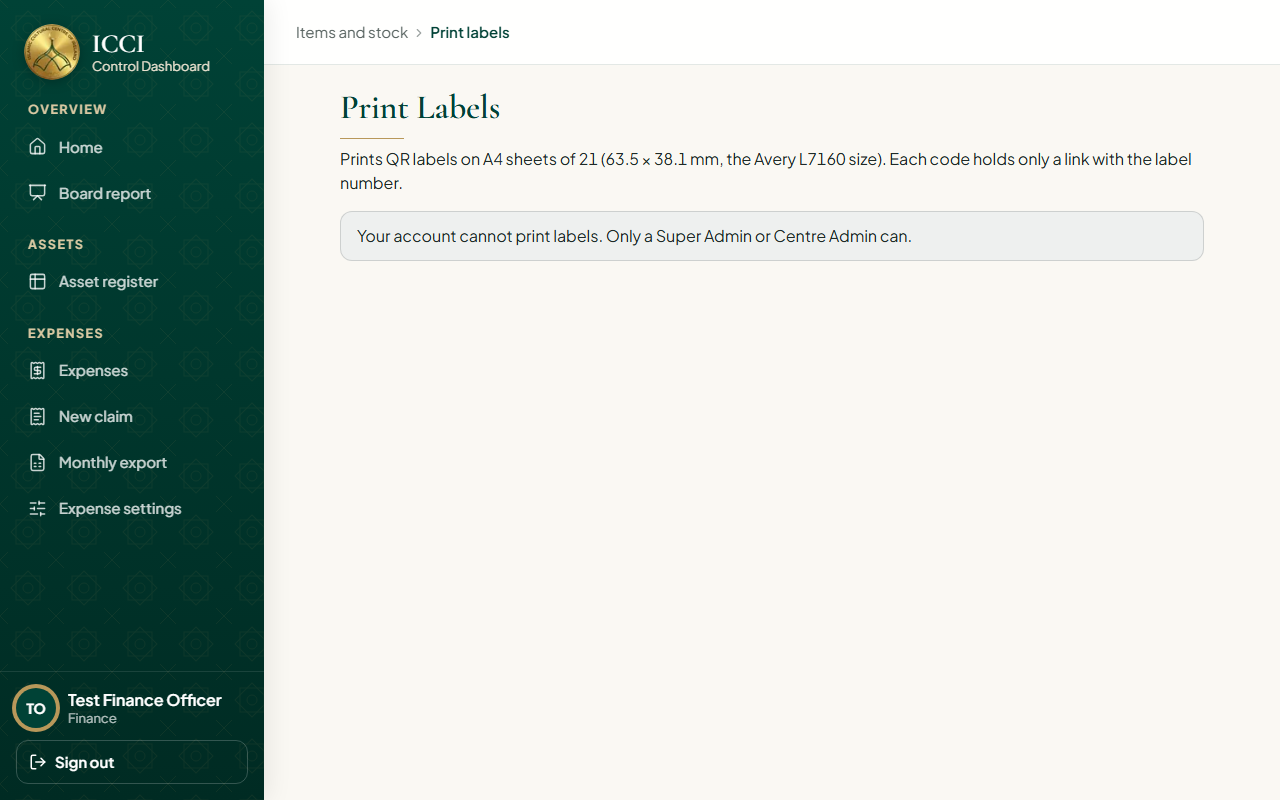 ICCI
Control Dashboard
OVERVIEW
Home
Board report
ASSETS
Asset register
EXPENSES
Expenses
New claim
Monthly export
Expense settings
TO
Test Finance Officer
Finance
Sign out
Items and stock › Print labels
Print Labels
Prints QR labels on A4 sheets of 21 (63.5 × 38.1 mm, the Avery L7160 size). Each code holds only a link with the label
number.
Your account cannot print labels. Only a Super Admin or Centre Admin can.